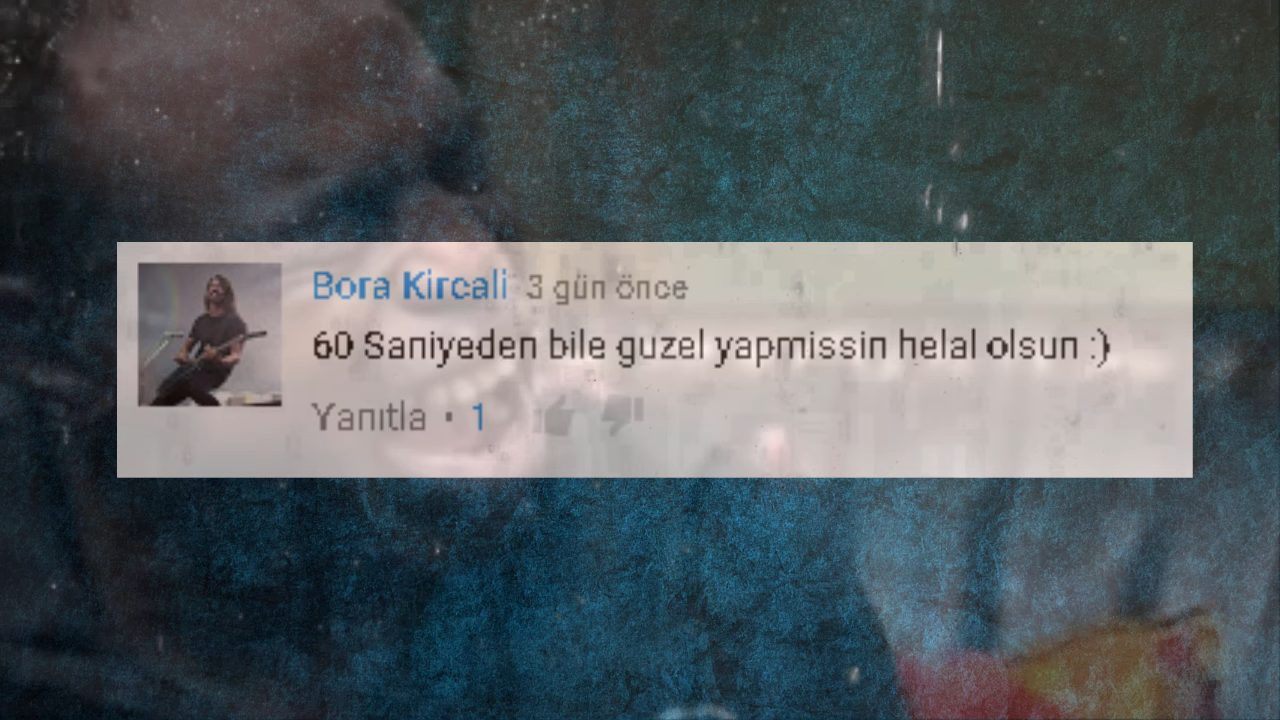 Bora Kircali 3 gün önce
60 Saniyeden bile guzel yapmissin helal olsun :)
Yanıtla • 1